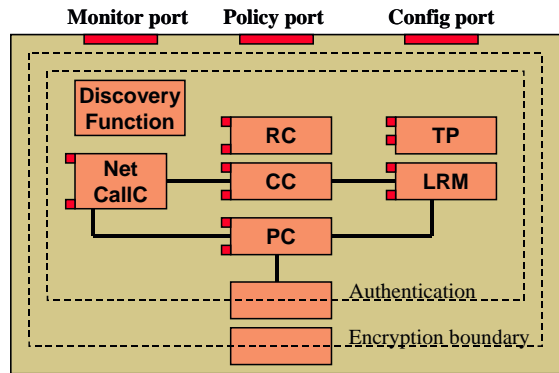 Monitor port Policy port Config port
Discovery
Function
RC TP
Net
CallC
CC LRM
PC
Authentication
Encryption boundary